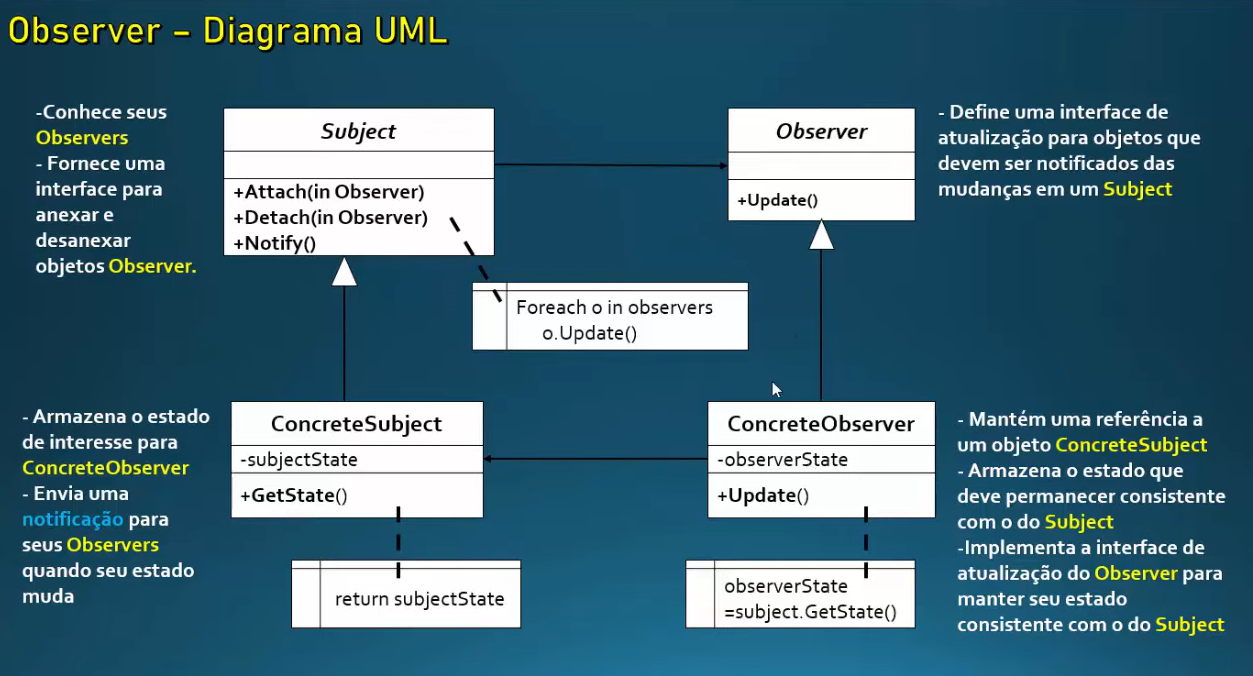 Observer – Diagrama UML
-Conhece seus
Observers
- Fornece uma
interface para
anexar e
desanexar
objetos Observer.
Subject
+Attach(in Observer)
+Detach(in Observer)
+Notify()
Observer
+Update()
- Define uma interface de
atualização para objetos que
devem ser notificados das
mudanças em um Subject
Foreach o in observers
o.Update()
- Armazena o estado
de interesse para
ConcreteObserver
- Envia uma
notificação para
seus Observers
quando seu estado
muda
ConcreteSubject
-subjectState
+GetState()
return subjectState
ConcreteObserver
-observerState
+Update()
observerState
=subject.GetState()
- Mantém uma referência a
um objeto ConcreteSubject
- Armazena o estado que
deve permanecer consistente
com o do Subject
-Implementa a interface de
atualização do Observer para
manter seu estado
consistente com o do Subject